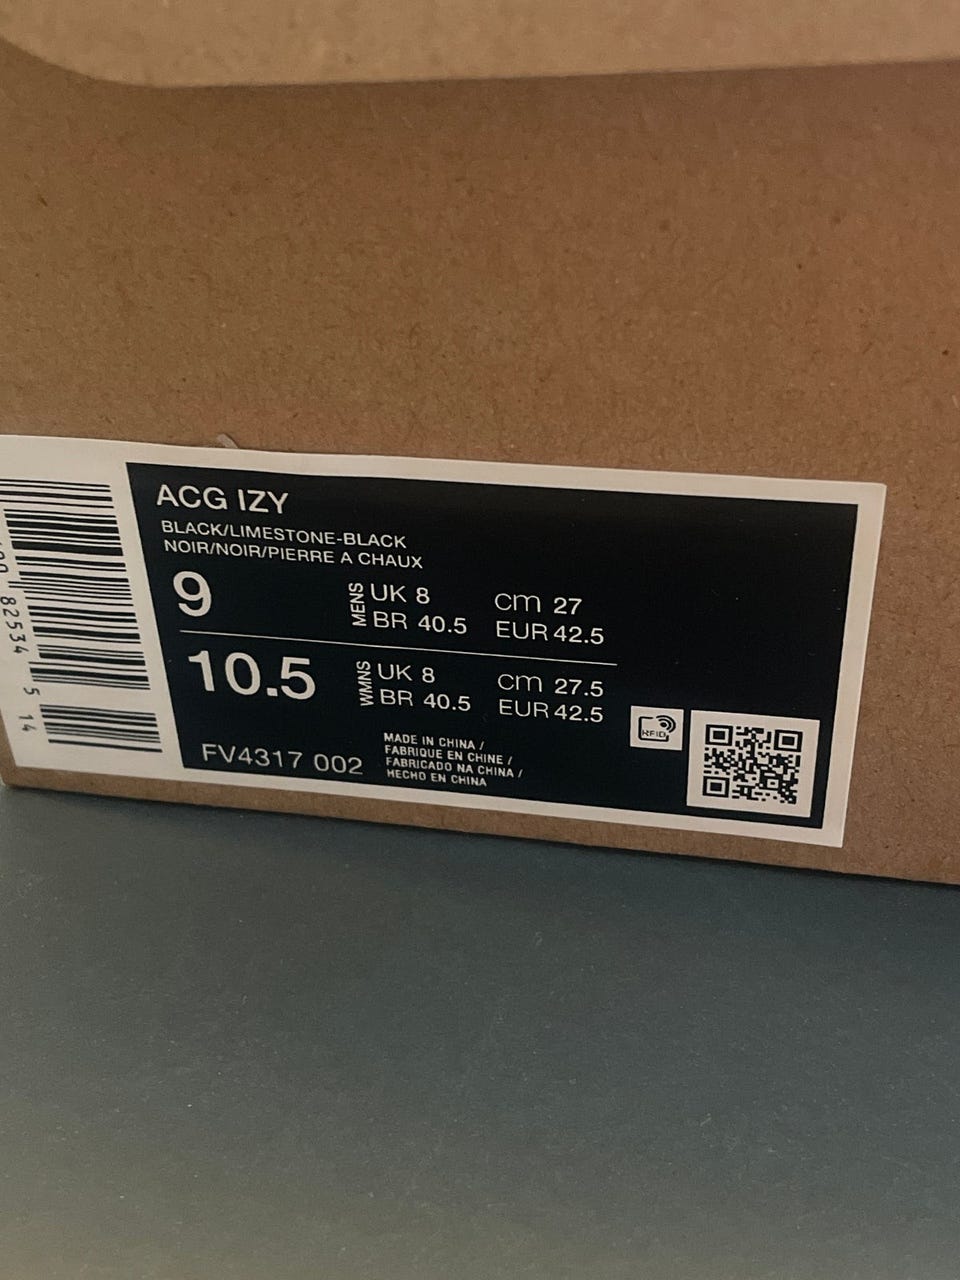 ACG IZY
BLACK/LIMESTONE-BLACK
NOIR/NOIR/PIERRE A CHAUX
9 MENS UK 8 CM 27
BR 40.5 EUR 42.5
10.5 WMNS UK 8 CM 27.5
BR 40.5 EUR 42.5
FV4317 002
MADE IN CHINA /
FABRIQUE EN CHINE /
FABRICADO NA CHINA /
HECHO EN CHINA
RFID
82534 5 14